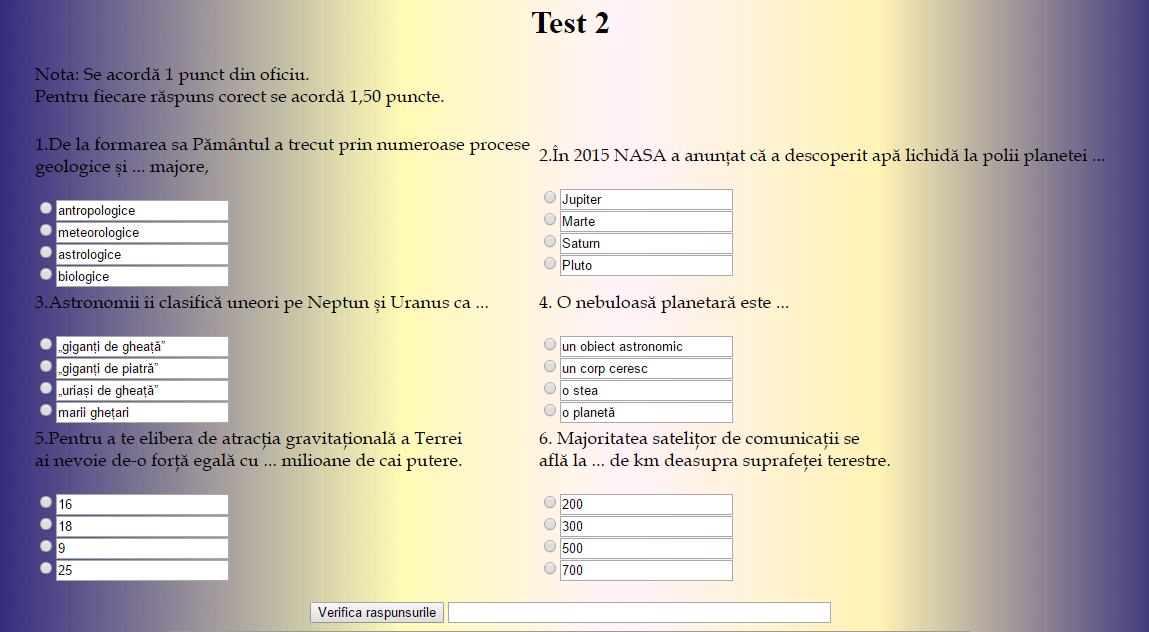 Test 2
Nota: Se acordă 1 punct din oficiu.
Pentru fiecare răspuns corect se acordă 1,50 puncte.
1.De la formarea sa Pământul a trecut prin numeroase procese
geologice și ... majore,
antropologice
meteorologice
astrologice
biologice
2.În 2015 NASA a anunțat că a descoperit apă lichidă la polii planetei ...
Jupiter
Marte
Saturn
Pluto
3.Astronomii îi clasifică uneori pe Neptun și Uranus ca ...
„giganți de gheață”
„giganți de piatră”
„uriași de gheață”
marii ghețari
4. O nebuloasă planetară este ...
un obiect astronomic
un corp ceresc
o stea
o planetă
5.Pentru a te elibera de atracția gravitațională a Terrei
ai nevoie de-o forță egală cu ... milioane de cai putere.
16
18
9
25
6. Majoritatea satelițor de comunicații se
află la ... de km deasupra suprafeței terestre.
200
300
500
700
Verifica raspunsurile